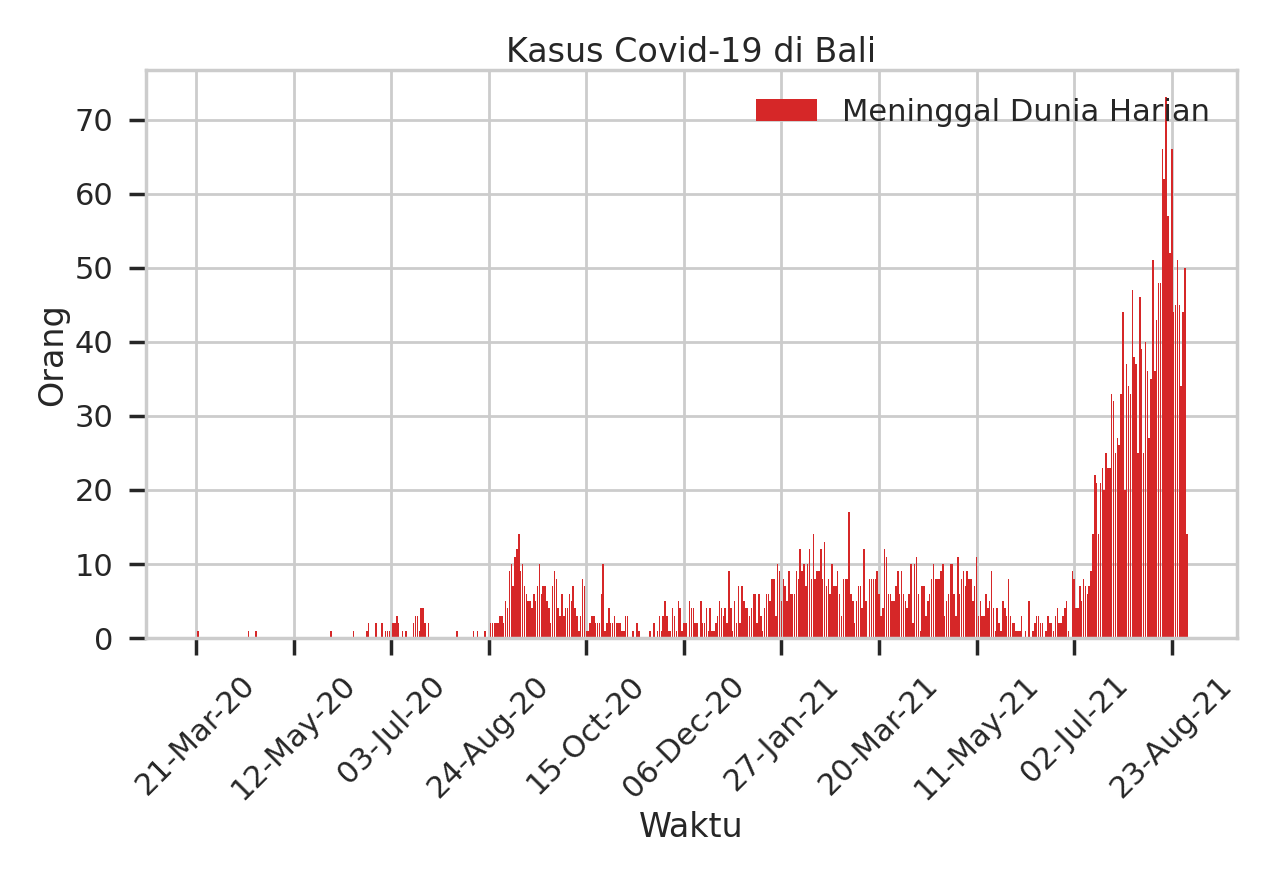 Kasus Covid-19 di Bali
Meninggal Dunia Harian
70
60
50
40
30
20
10
0
Orang
21-Mar-20
12-May-20
03-Jul-20
24-Aug-20
15-Oct-20
06-Dec-20
27-Jan-21
20-Mar-21
11-May-21
02-Jul-21
23-Aug-21
Waktu